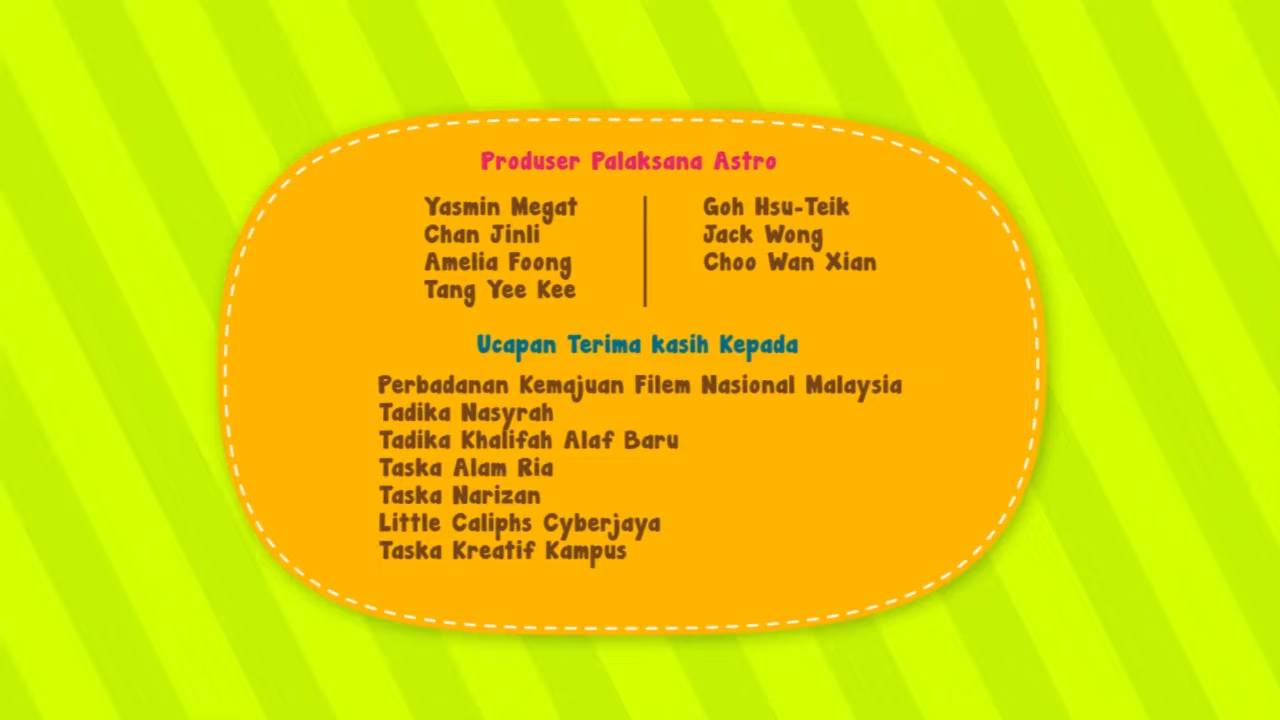 Produser Palaksana Astro
Yasmin Megat
Chan Jinli
Amelia Foong
Tang Yee Kee
Goh Hsu-Teik
Jack Wong
Choo Wan Xian
Ucapan Terima kasih Kepada
Perbadanan Kemajuan Filem Nasional Malaysia
Tadika Nasyrah
Tadika Khalifah Alaf Baru
Taska Alam Ria
Taska Narizan
Little Caliphs Cyberjaya
Taska Kreatif Kampus